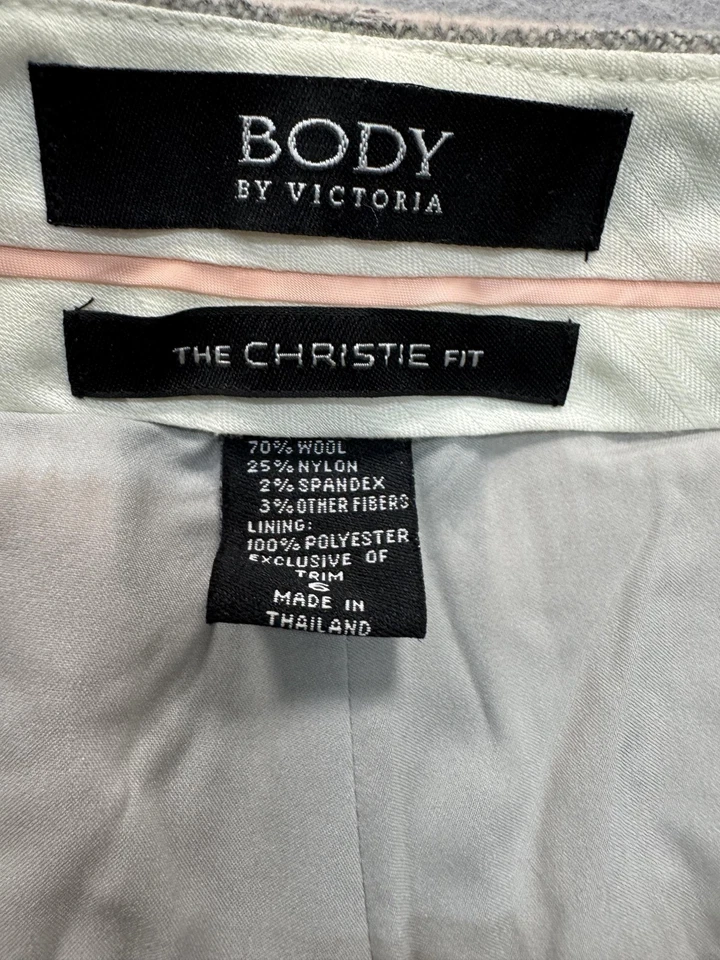 BODY
BY VICTORIA
THE CHRISTIE FIT
70% WOOL
25% NYLON
2% SPANDEX
3% OTHER FIBERS
LINING:
100% POLYESTER
EXCLUSIVE OF
TRIM
6
MADE IN
THAILAND